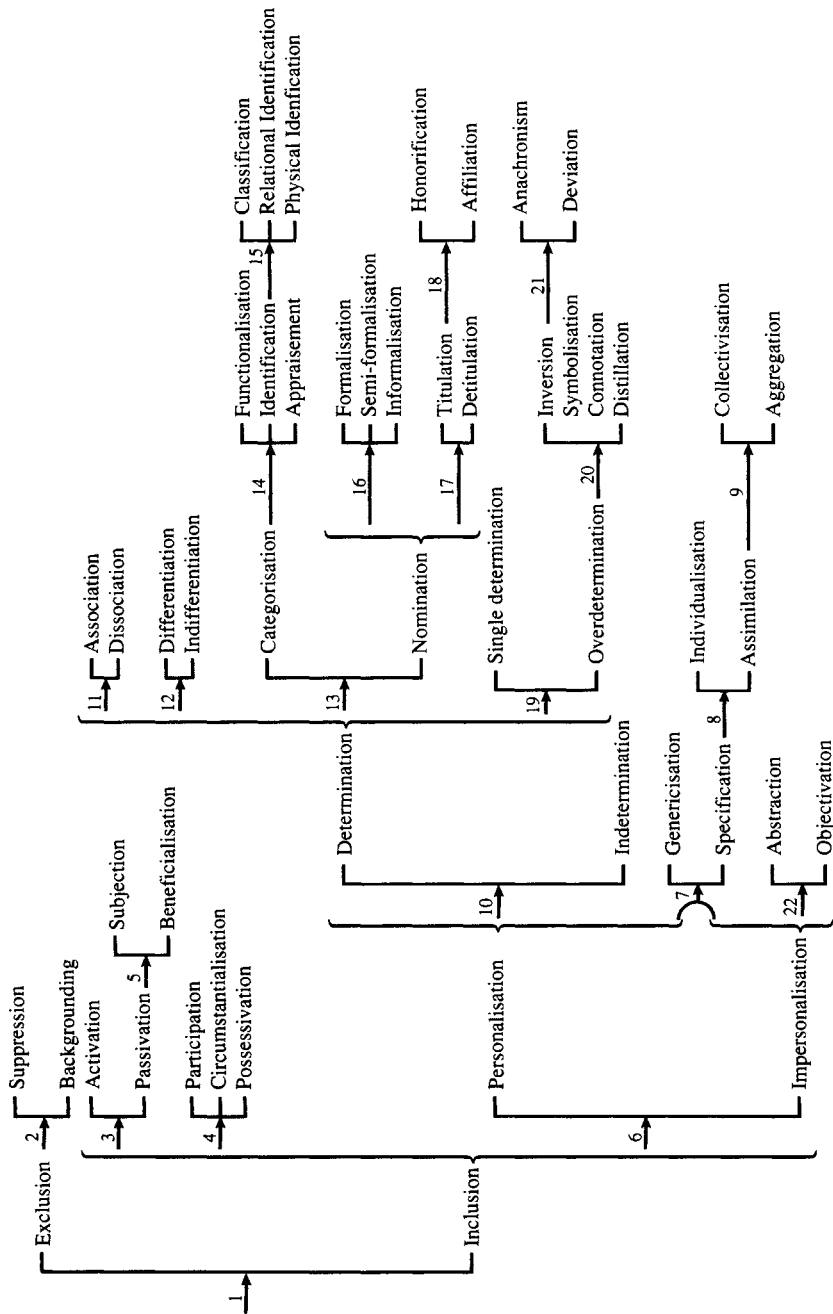 1
Exclusion
2
Suppression
Backgrounding
Inclusion
3
Activation
Passivation
5
Subjection
Beneficialisation
4
Participation
Circumstantialisation
Possessivation
6
Personalisation
Impersonalisation
10
Determination
Indetermination
11
Association
Dissociation
12
Differentiation
Indifferentiation
13
Categorisation
14
Functionalisation
Identification
Appraisement
15
Classification
Relational Identification
Physical Idenfication
Nomination
16
Formalisation
Semi-formalisation
Informalisation
17
Titulation
Detitulation
18
Honorification
Affiliation
19
Single determination
Overdetermination
20
Inversion
Symbolisation
Connotation
Distillation
21
Anachronism
Deviation
7
Genericisation
Specification
8
Individualisation
Assimilation
9
Collectivisation
Aggregation
22
Abstraction
Objectivation